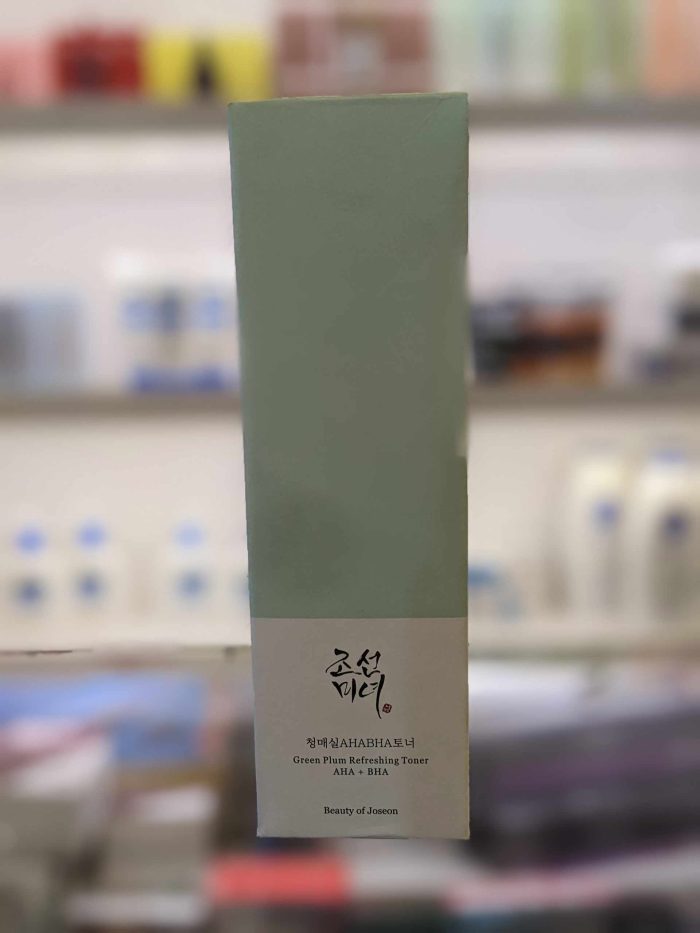 조선
미녀
청매실AHABHA토너
Green Plum Refreshing Toner
AHA + BHA
Beauty of Joseon